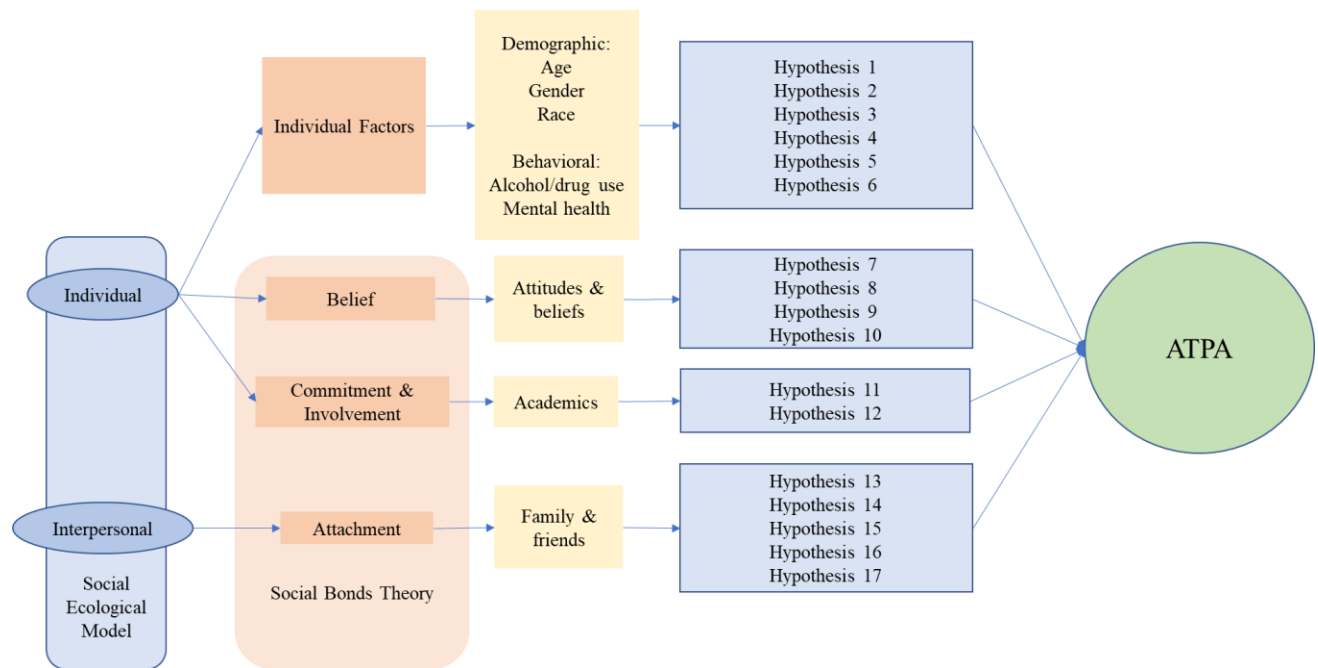 Individual
Interpersonal
Social
Ecological
Model
Individual Factors
Belief
Commitment &
Involvement
Attachment
Social Bonds Theory
Demographic:
Age
Gender
Race
Behavioral:
Alcohol/drug use
Mental health
Attitudes &
beliefs
Academics
Family &
friends
Hypothesis 1
Hypothesis 2
Hypothesis 3
Hypothesis 4
Hypothesis 5
Hypothesis 6
Hypothesis 7
Hypothesis 8
Hypothesis 9
Hypothesis 10
Hypothesis 11
Hypothesis 12
Hypothesis 13
Hypothesis 14
Hypothesis 15
Hypothesis 16
Hypothesis 17
ATPA